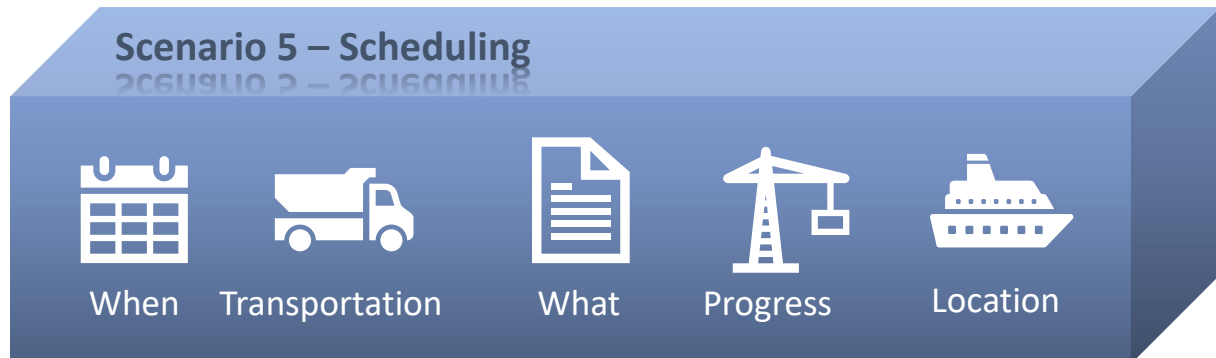 Scenario 5 – Scheduling
When
Transportation
What
Progress
Location